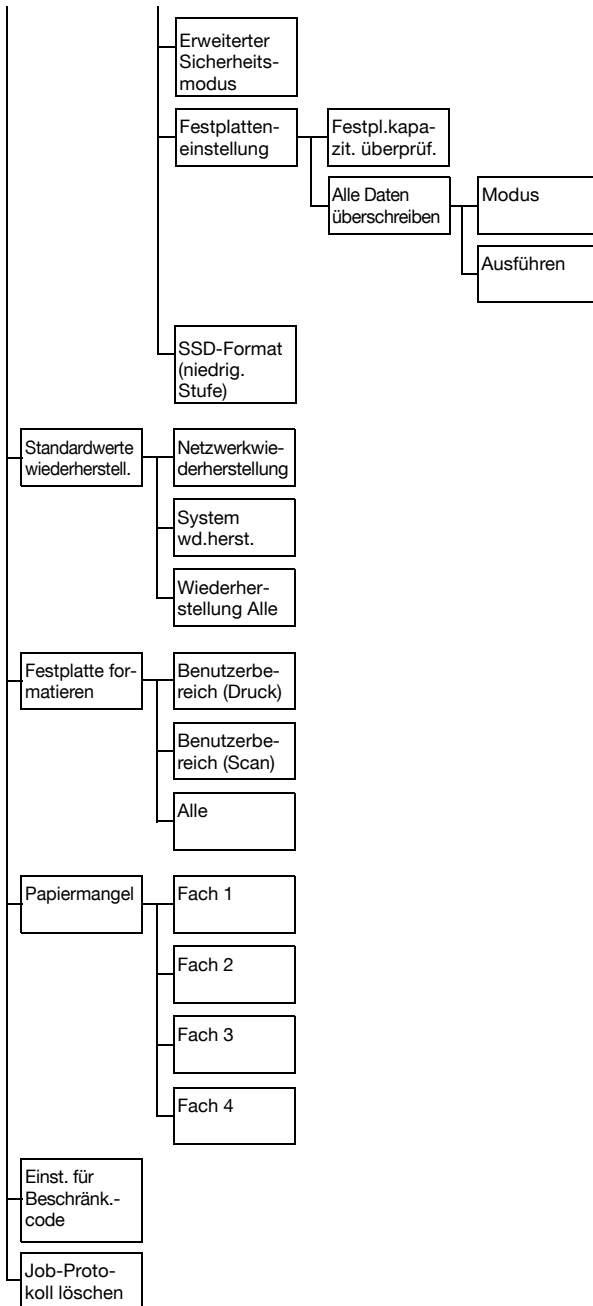 Erweiterter
Sicherheits-
modus
Festplatten-
einstellung
Festpl.kapa-
zit. überprüf.
Alle Daten
überschreiben
Modus
Ausführen
SSD-Format
(niedrig.
Stufe)
Standardwerte
wiederherstell.
Netzwerkwie-
derherstellung
System
wd.herst.
Wiederher-
stellung Alle
Festplatte for-
matieren
Benutzerbe-
reich (Druck)
Benutzerbe-
reich (Scan)
Alle
Papiermangel
Fach 1
Fach 2
Fach 3
Fach 4
Einst. für
Beschränk.-
code
Job-Proto-
koll löschen